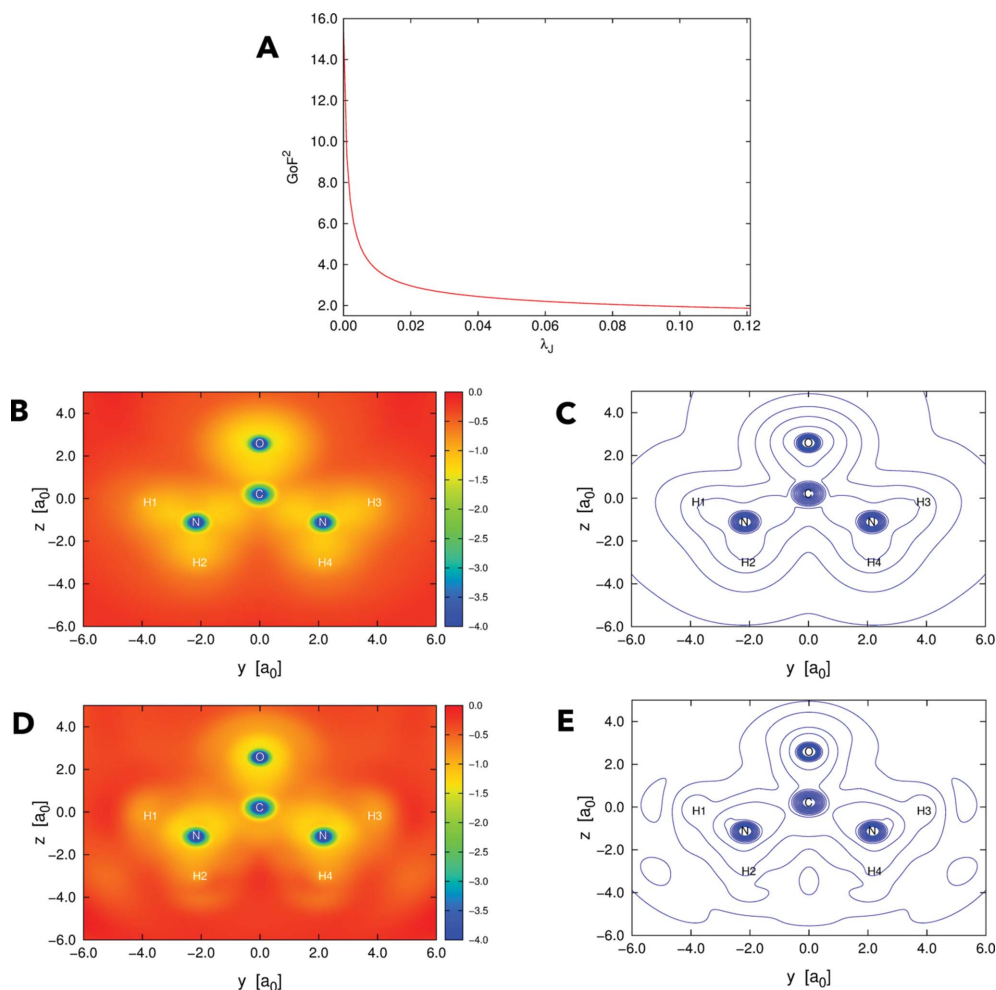 A
16.0
14.0
12.0
10.0
8.0
6.0
4.0
2.0
GoF²
0.00 0.02 0.04 0.06 0.08 0.10 0.12
λ_J
B
4.0
2.0
0.0
−2.0
−4.0
−6.0
z [a₀]
O
C
H1 H3
N N
H2 H4
−6.0 −4.0 −2.0 0.0 2.0 4.0 6.0
y [a₀]
0.0
−0.5
−1.0
−1.5
−2.0
−2.5
−3.0
−3.5
−4.0
C
4.0
2.0
0.0
−2.0
−4.0
−6.0
z [a₀]
O
C
H1 H3
N N
H2 H4
−6.0 −4.0 −2.0 0.0 2.0 4.0 6.0
y [a₀]
D
4.0
2.0
0.0
−2.0
−4.0
−6.0
z [a₀]
O
C
H1 H3
N N
H2 H4
−6.0 −4.0 −2.0 0.0 2.0 4.0 6.0
y [a₀]
0.0
−0.5
−1.0
−1.5
−2.0
−2.5
−3.0
−3.5
−4.0
E
4.0
2.0
0.0
−2.0
−4.0
−6.0
z [a₀]
O
C
H1 H3
N N
H2 H4
−6.0 −4.0 −2.0 0.0 2.0 4.0 6.0
y [a₀]